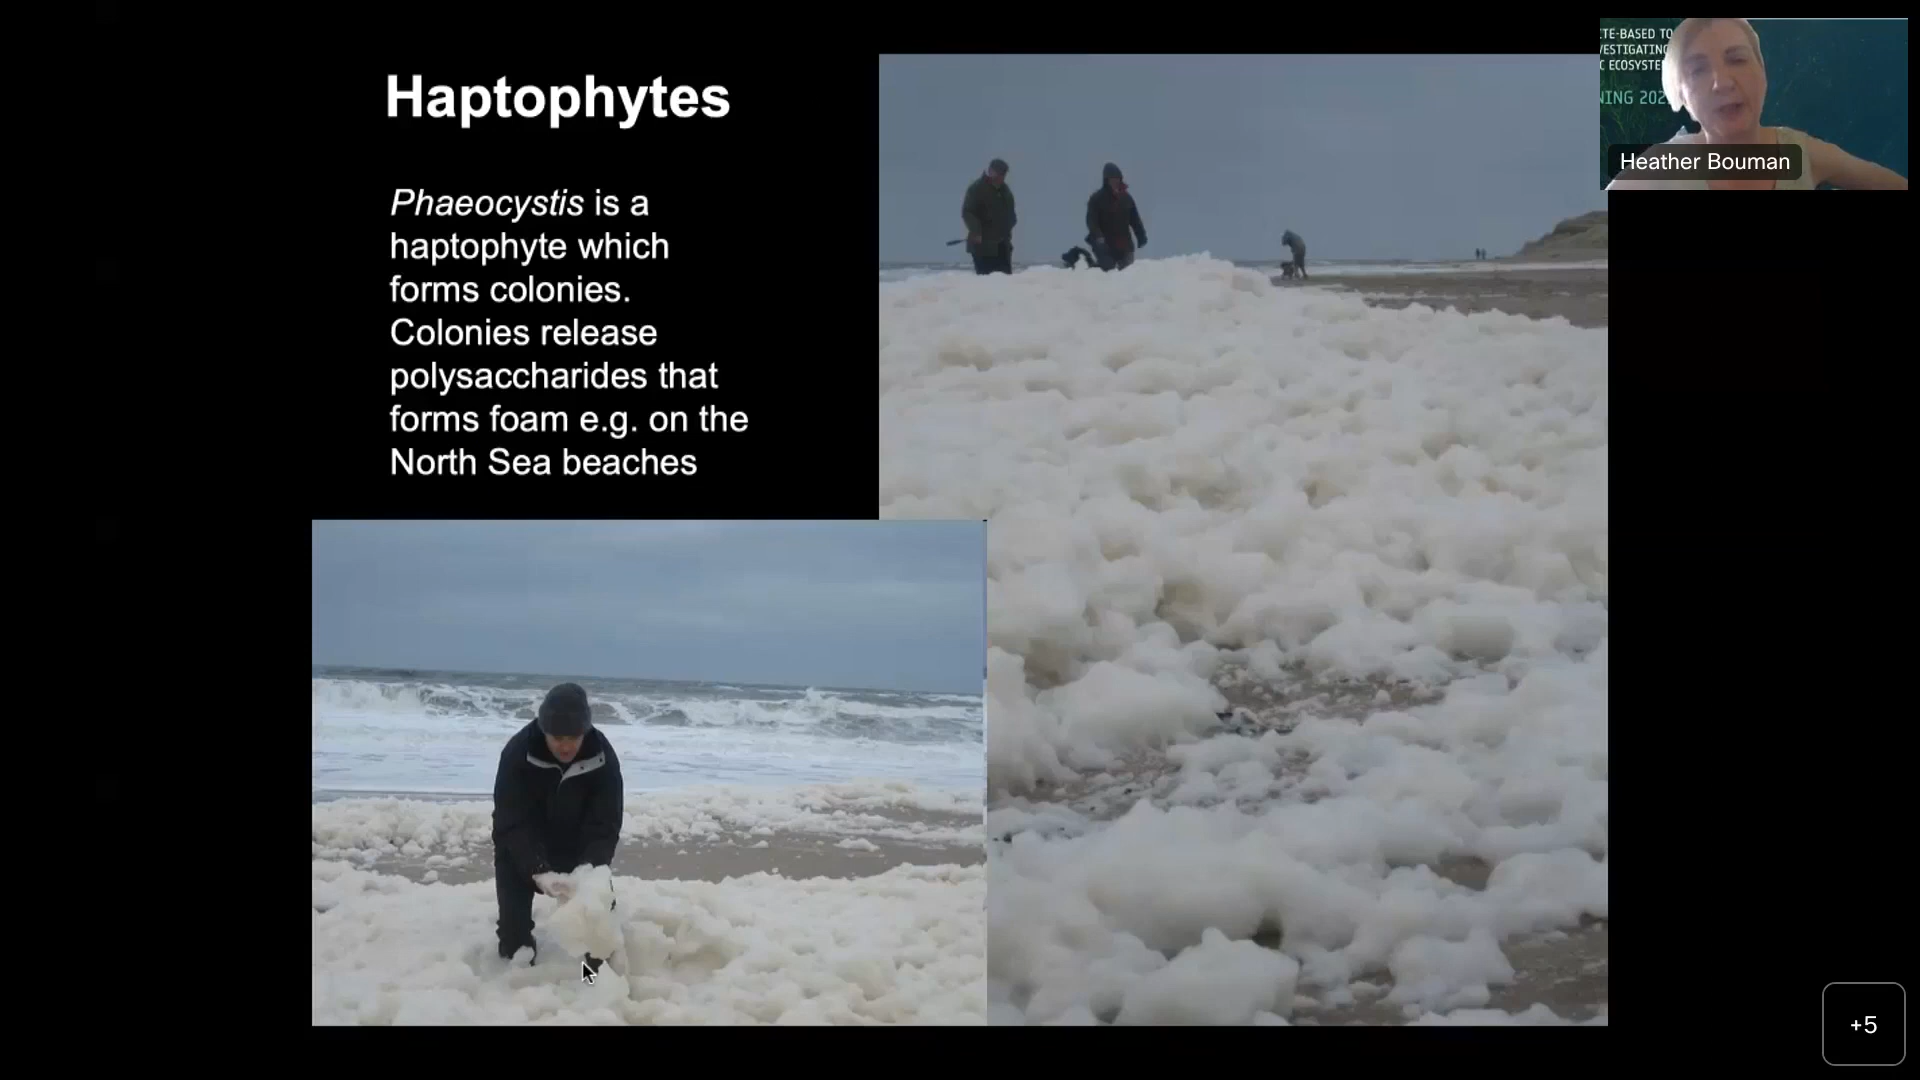 Haptophytes
Phaeocystis is a
haptophyte which
forms colonies.
Colonies release
polysaccharides that
forms foam e.g. on the
North Sea beaches
Heather Bouman
+5